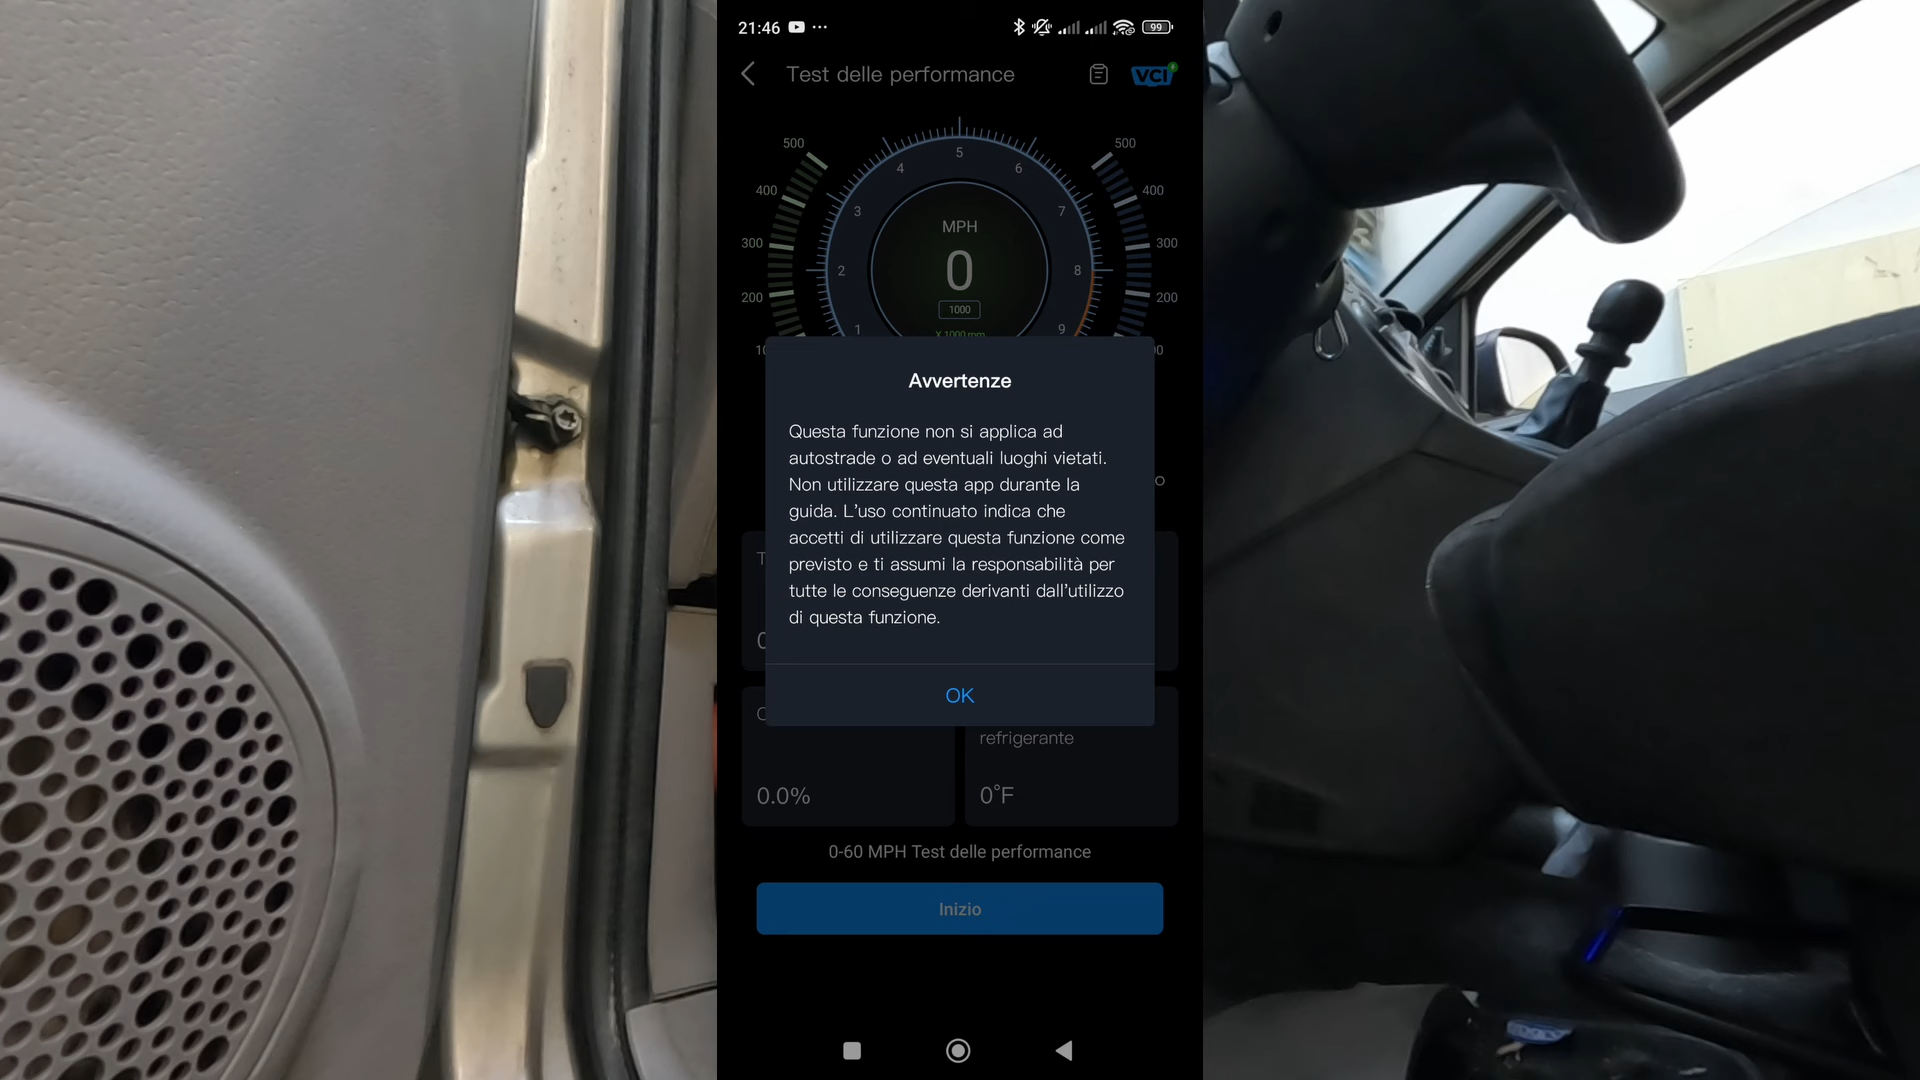 21:46
99
Test delle performance
VCI
500
500
5
4
6
400
400
3
7
MPH
300
300
0
2
8
200
200
1000
1
9
X 1000 rpm
Avvertenze
Questa funzione non si applica ad
autostrade o ad eventuali luoghi vietati.
Non utilizzare questa app durante la
guida. L'uso continuato indica che
accetti di utilizzare questa funzione come
previsto e ti assumi la responsabilità per
tutte le conseguenze derivanti dall'utilizzo
di questa funzione.
OK
refrigerante
0.0%
0°F
0-60 MPH Test delle performance
Inizio